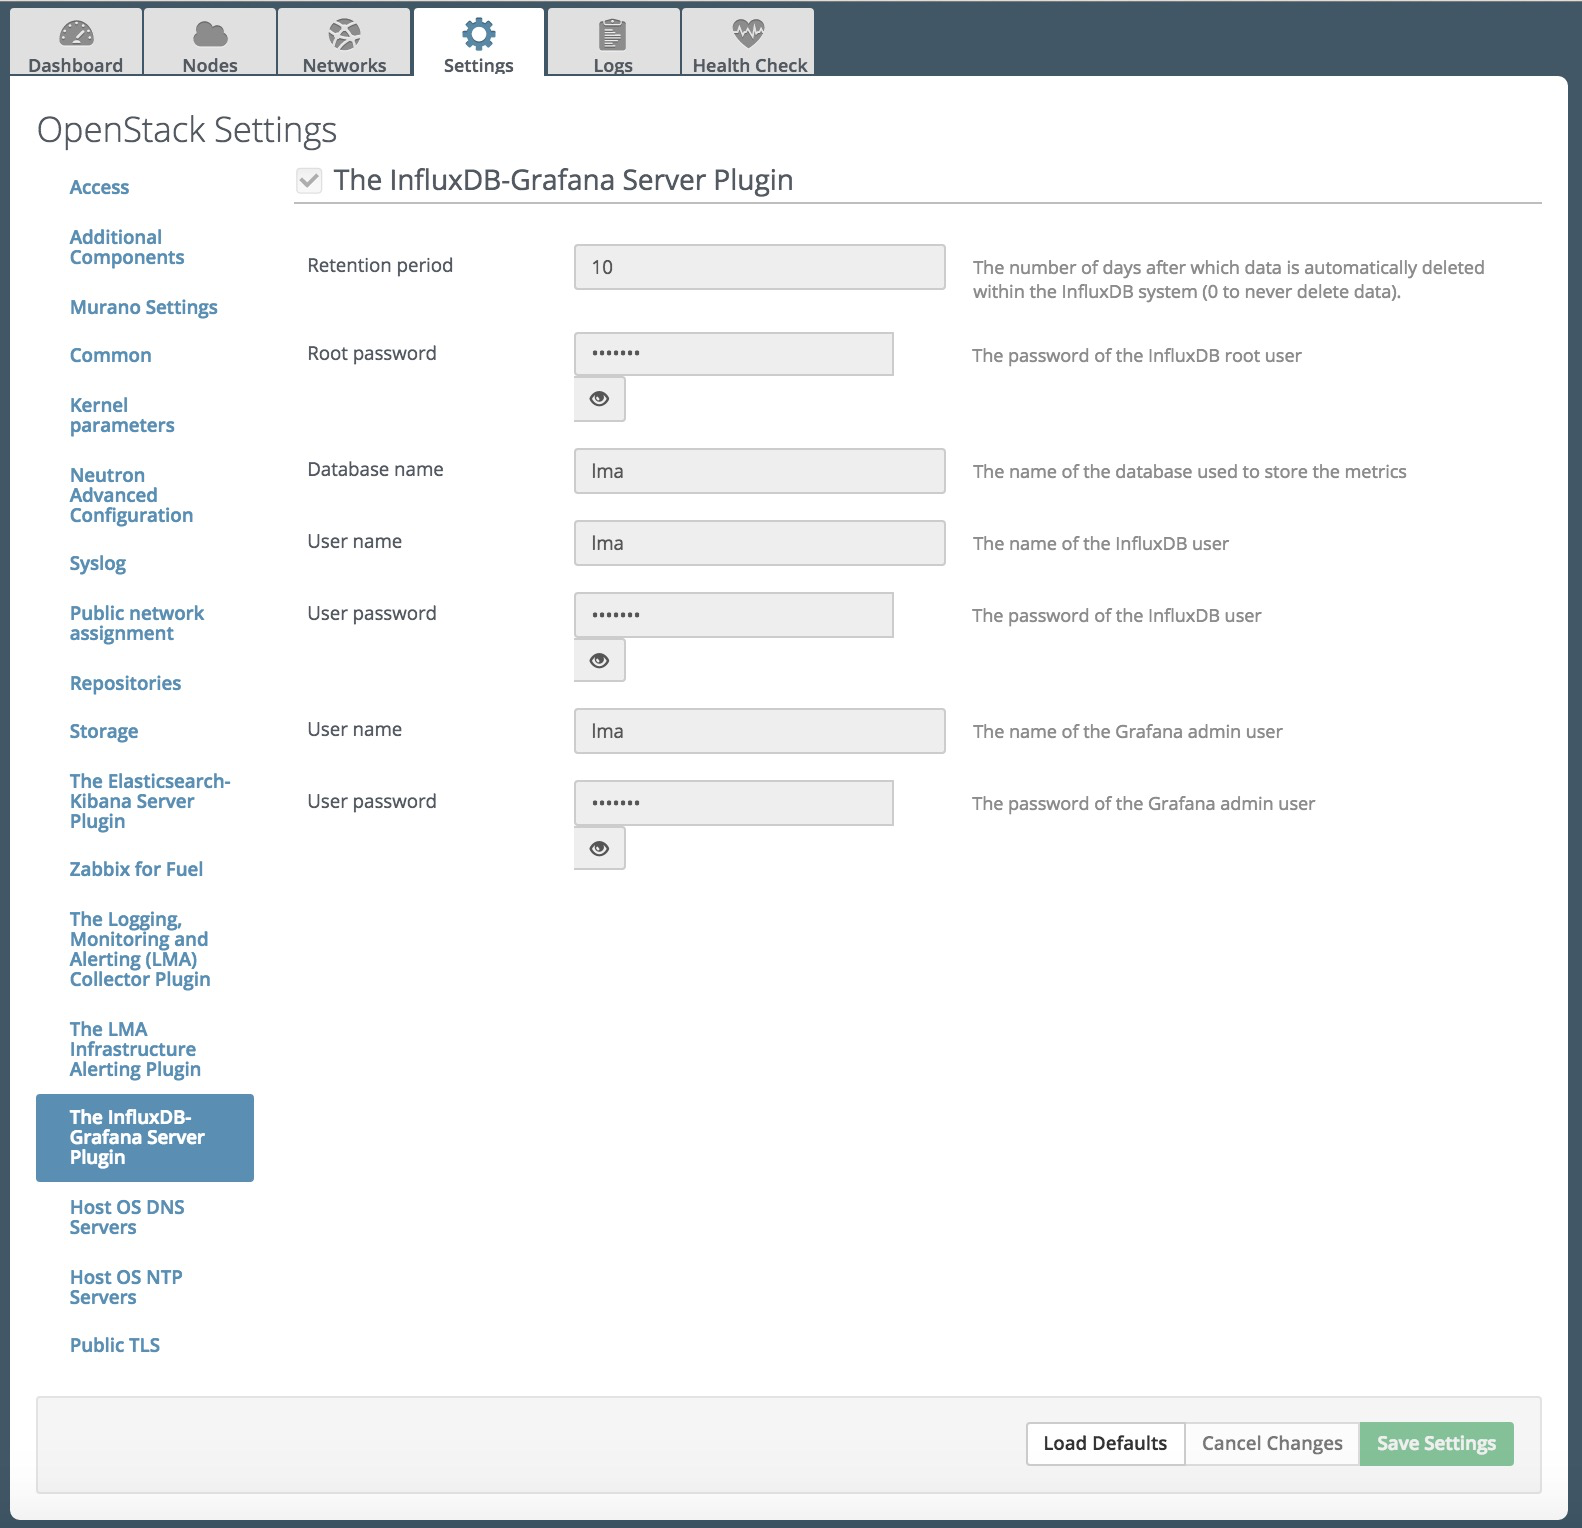 Dashboard
Nodes
Networks
Settings
Logs
Health Check
OpenStack Settings
Access
Additional
Components
Murano Settings
Common
Kernel
parameters
Neutron
Advanced
Configuration
Syslog
Public network
assignment
Repositories
Storage
The Elasticsearch-
Kibana Server
Plugin
Zabbix for Fuel
The Logging,
Monitoring and
Alerting (LMA)
Collector Plugin
The LMA
Infrastructure
Alerting Plugin
The InfluxDB-
Grafana Server
Plugin
Host OS DNS
Servers
Host OS NTP
Servers
Public TLS
The InfluxDB-Grafana Server Plugin
Retention period
10
The number of days after which data is automatically deleted
within the InfluxDB system (0 to never delete data).
Root password
•••••••
The password of the InfluxDB root user
Database name
lma
The name of the database used to store the metrics
User name
lma
The name of the InfluxDB user
User password
•••••••
The password of the InfluxDB user
User name
lma
The name of the Grafana admin user
User password
•••••••
The password of the Grafana admin user
Load Defaults
Cancel Changes
Save Settings